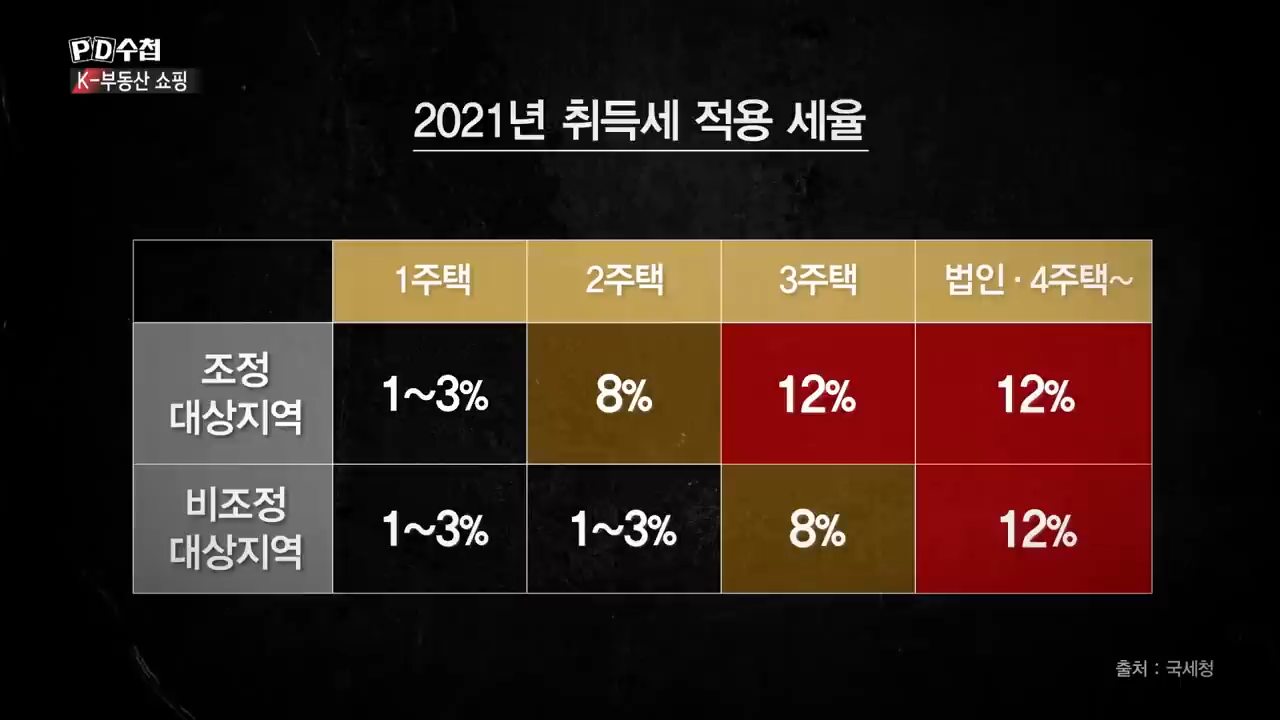 PD수첩
K-부동산 쇼핑
2021년 취득세 적용 세율
1주택 2주택 3주택 법인·4주택~
조정
대상지역
1~3% 8% 12% 12%
비조정
대상지역
1~3% 1~3% 8% 12%
출처 : 국세청